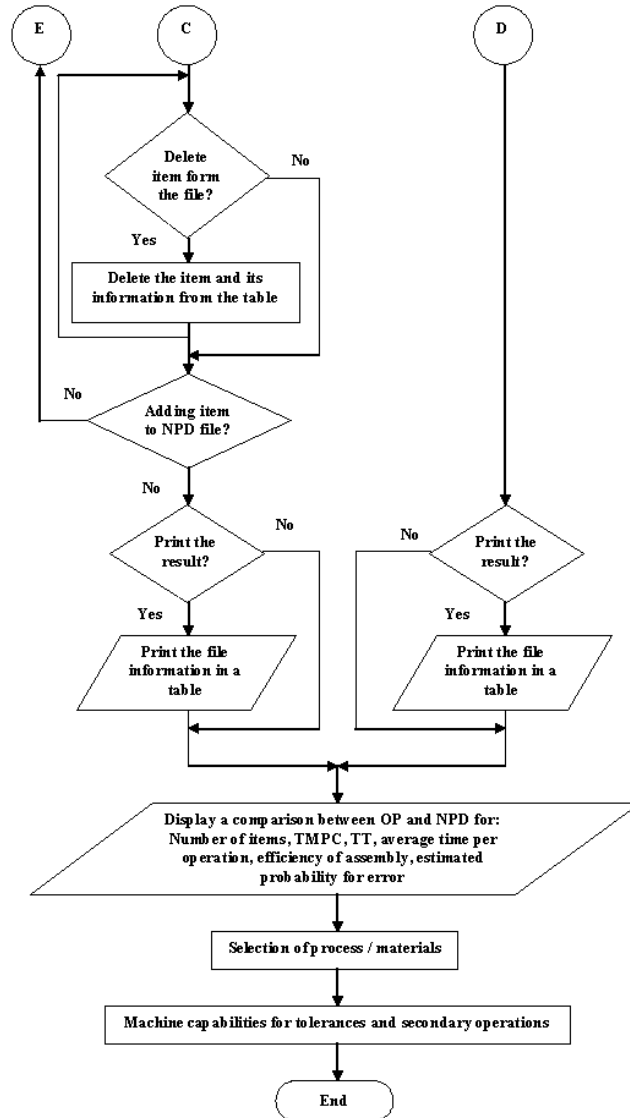 E
C
D
Delete
item form
the file?
No
Yes
Delete the item and its
information from the table
No
Adding item
to NPD file?
No
Print the
result?
No
Yes
Print the file
information in a
table
No
Print the
result?
Yes
Print the file
information in a
table
Display a comparison between OP and NPD for:
Number of items, TMPC, TT, average time per
operation, efficiency of assembly, estimated
probability for error
Selection of process / materials
Machine capabilities for tolerances and secondary operations
End